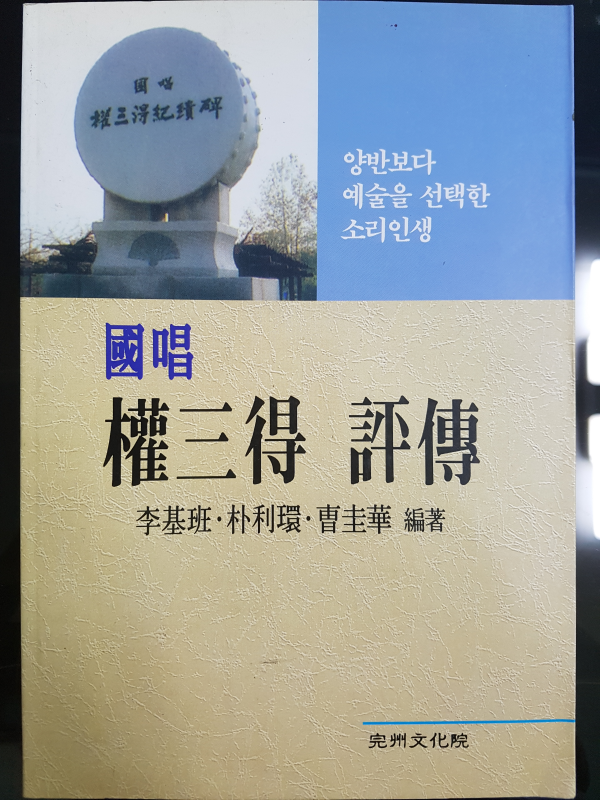 國唱
權三得紀績碑
양반보다
예술을 선택한
소리인생
國唱
權三得 評傳
李基班·朴利環·曺圭華 編著
完州文化院